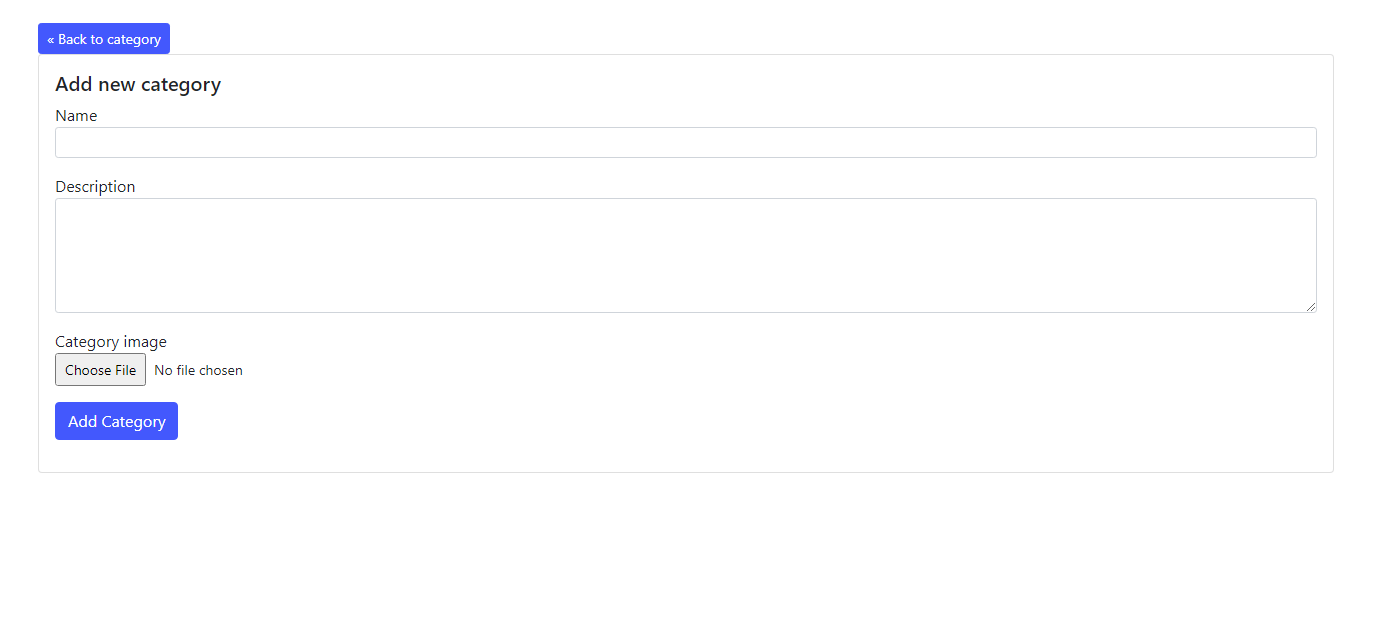 « Back to category
Add new category
Name
Description
Category image
Choose File No file chosen
Add Category